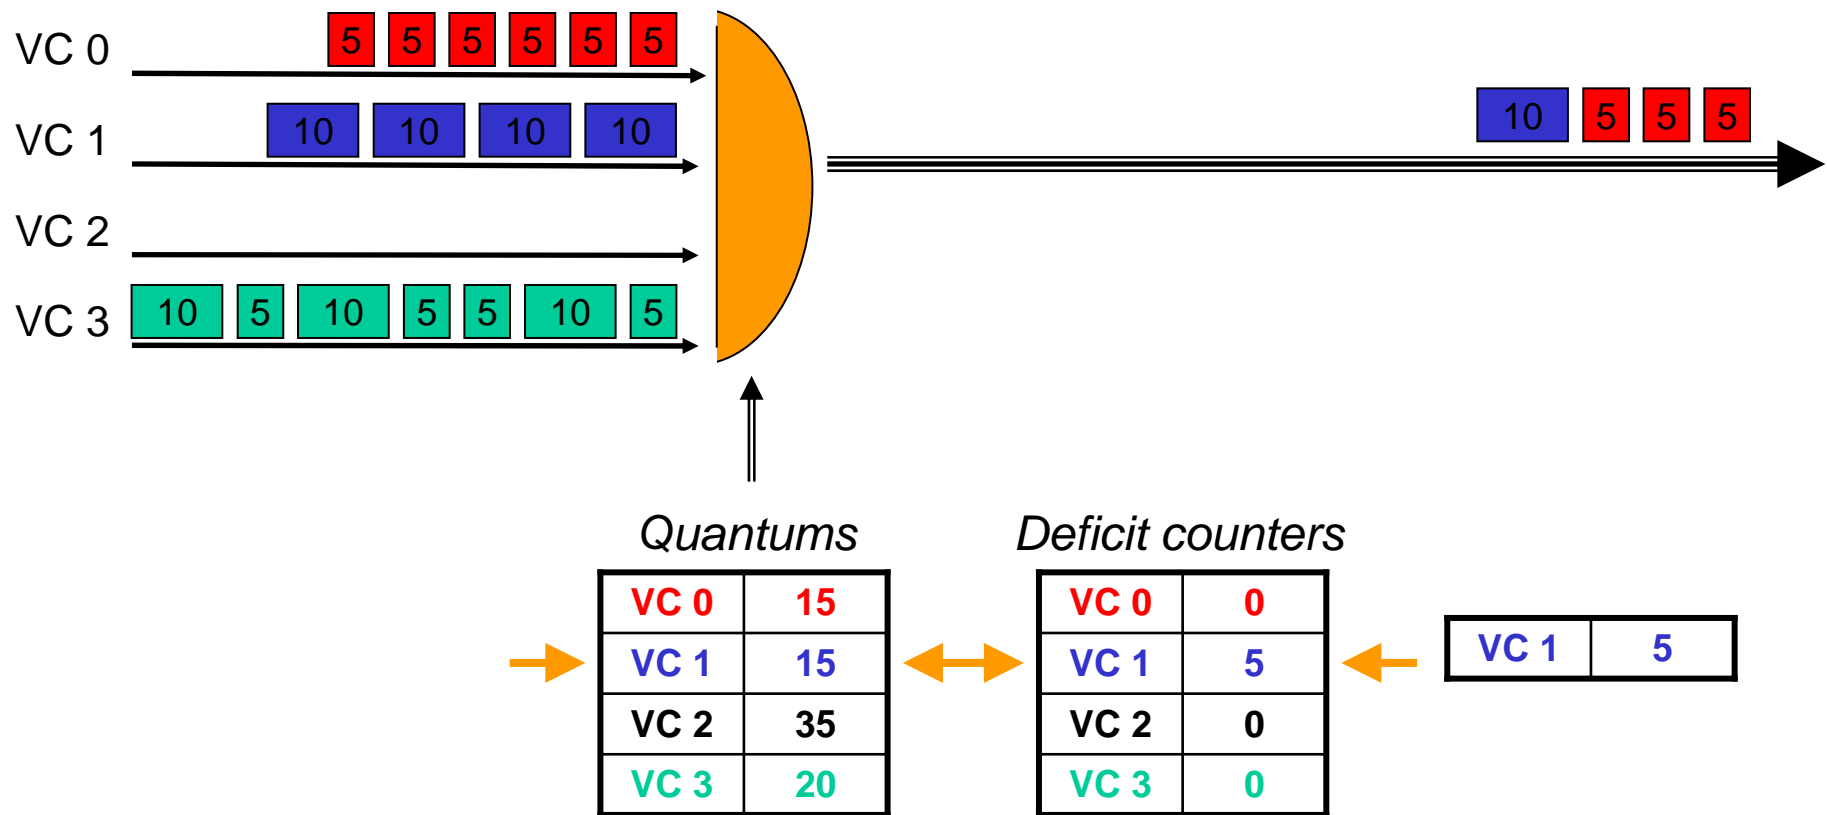 VC 0 5 5 5 5 5 5
VC 1 10 10 10 10
10 5 5 5
VC 2
VC 3 10 5 10 5 5 10 5
Quantums
VC 0 15
VC 1 15
VC 2 35
VC 3 20
Deficit counters
VC 0 0
VC 1 5
VC 2 0
VC 3 0
VC 1 5